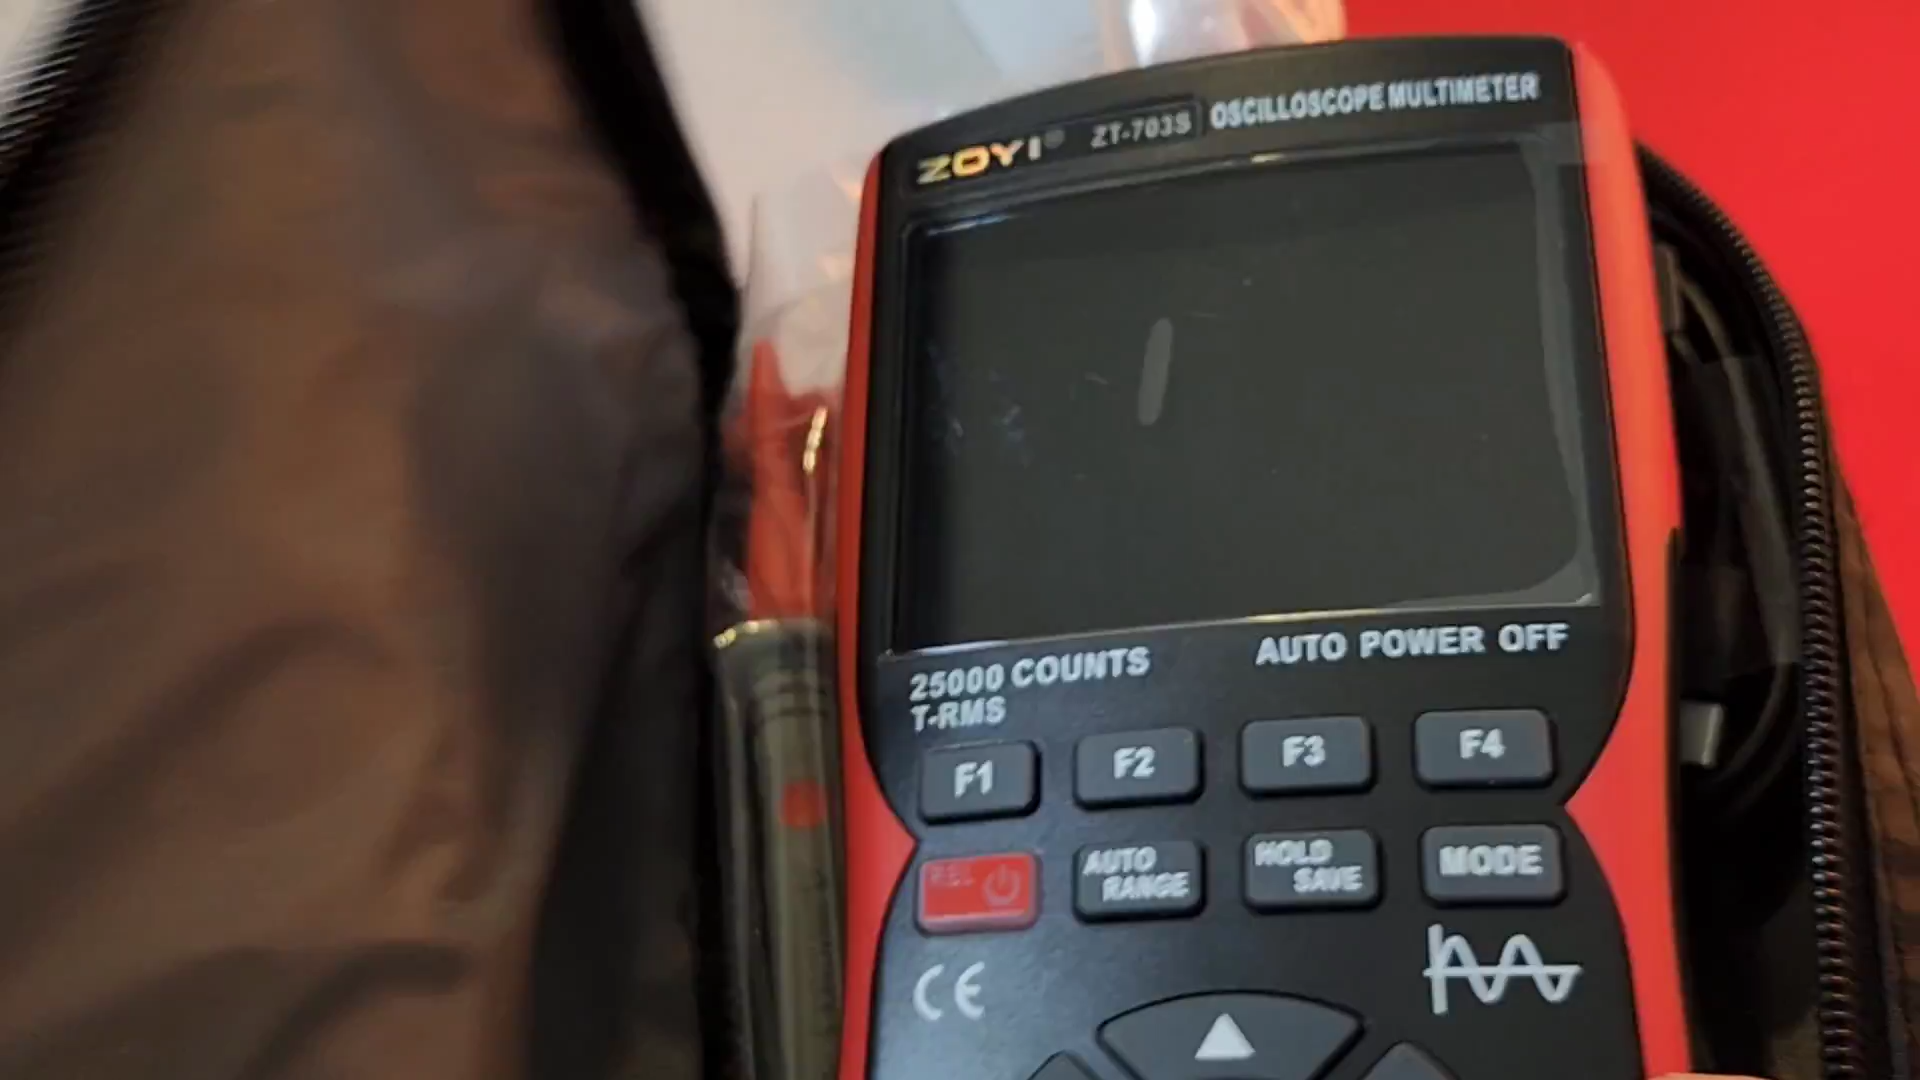 ZOYI® ZT-703S OSCILLOSCOPE MULTIMETER
25000 COUNTS
T-RMS
AUTO POWER OFF
F1 F2 F3 F4
REL AUTO RANGE HOLD SAVE MODE
CE